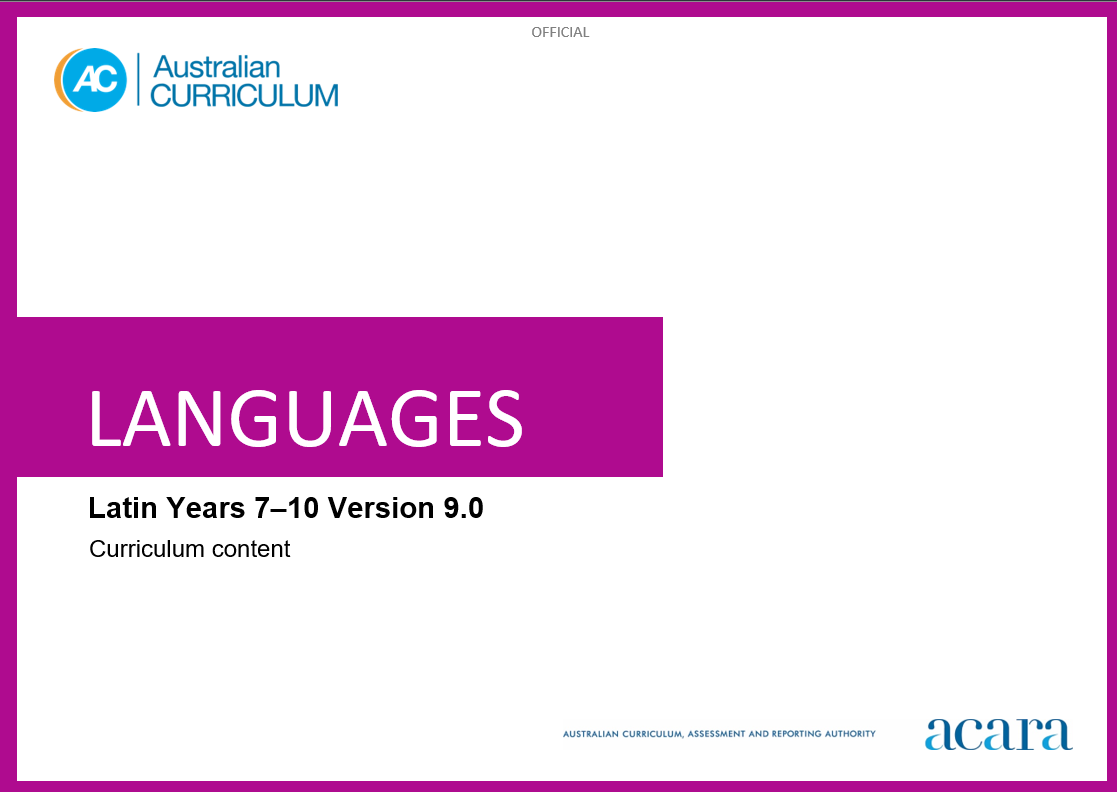 OFFICIAL
AC
Australian
CURRICULUM
LANGUAGES
Latin Years 7–10 Version 9.0
Curriculum content
AUSTRALIAN CURRICULUM, ASSESSMENT AND REPORTING AUTHORITY
acara